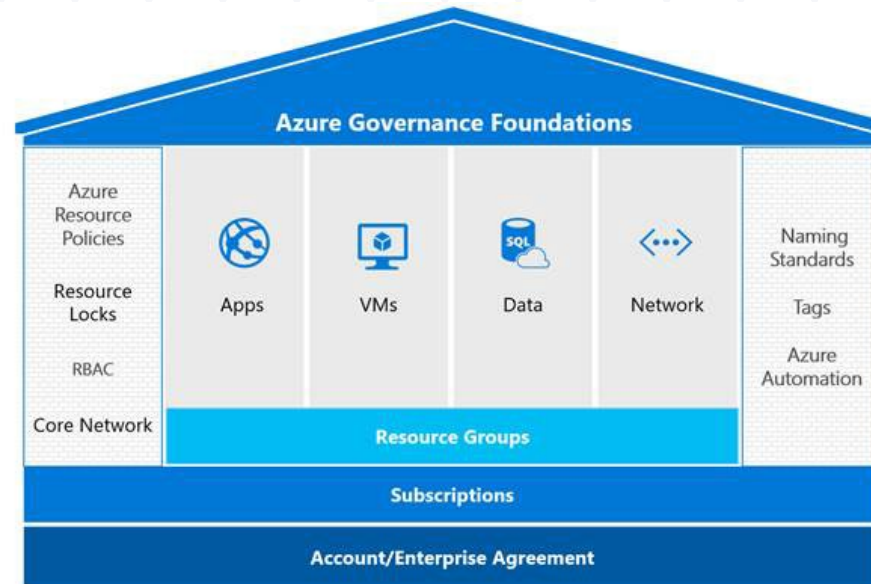 Azure Governance Foundations
Azure
Resource
Policies
Resource
Locks
RBAC
Core Network
Apps
VMs
SQL
Data
Network
Naming
Standards
Tags
Azure
Automation
Resource Groups
Subscriptions
Account/Enterprise Agreement